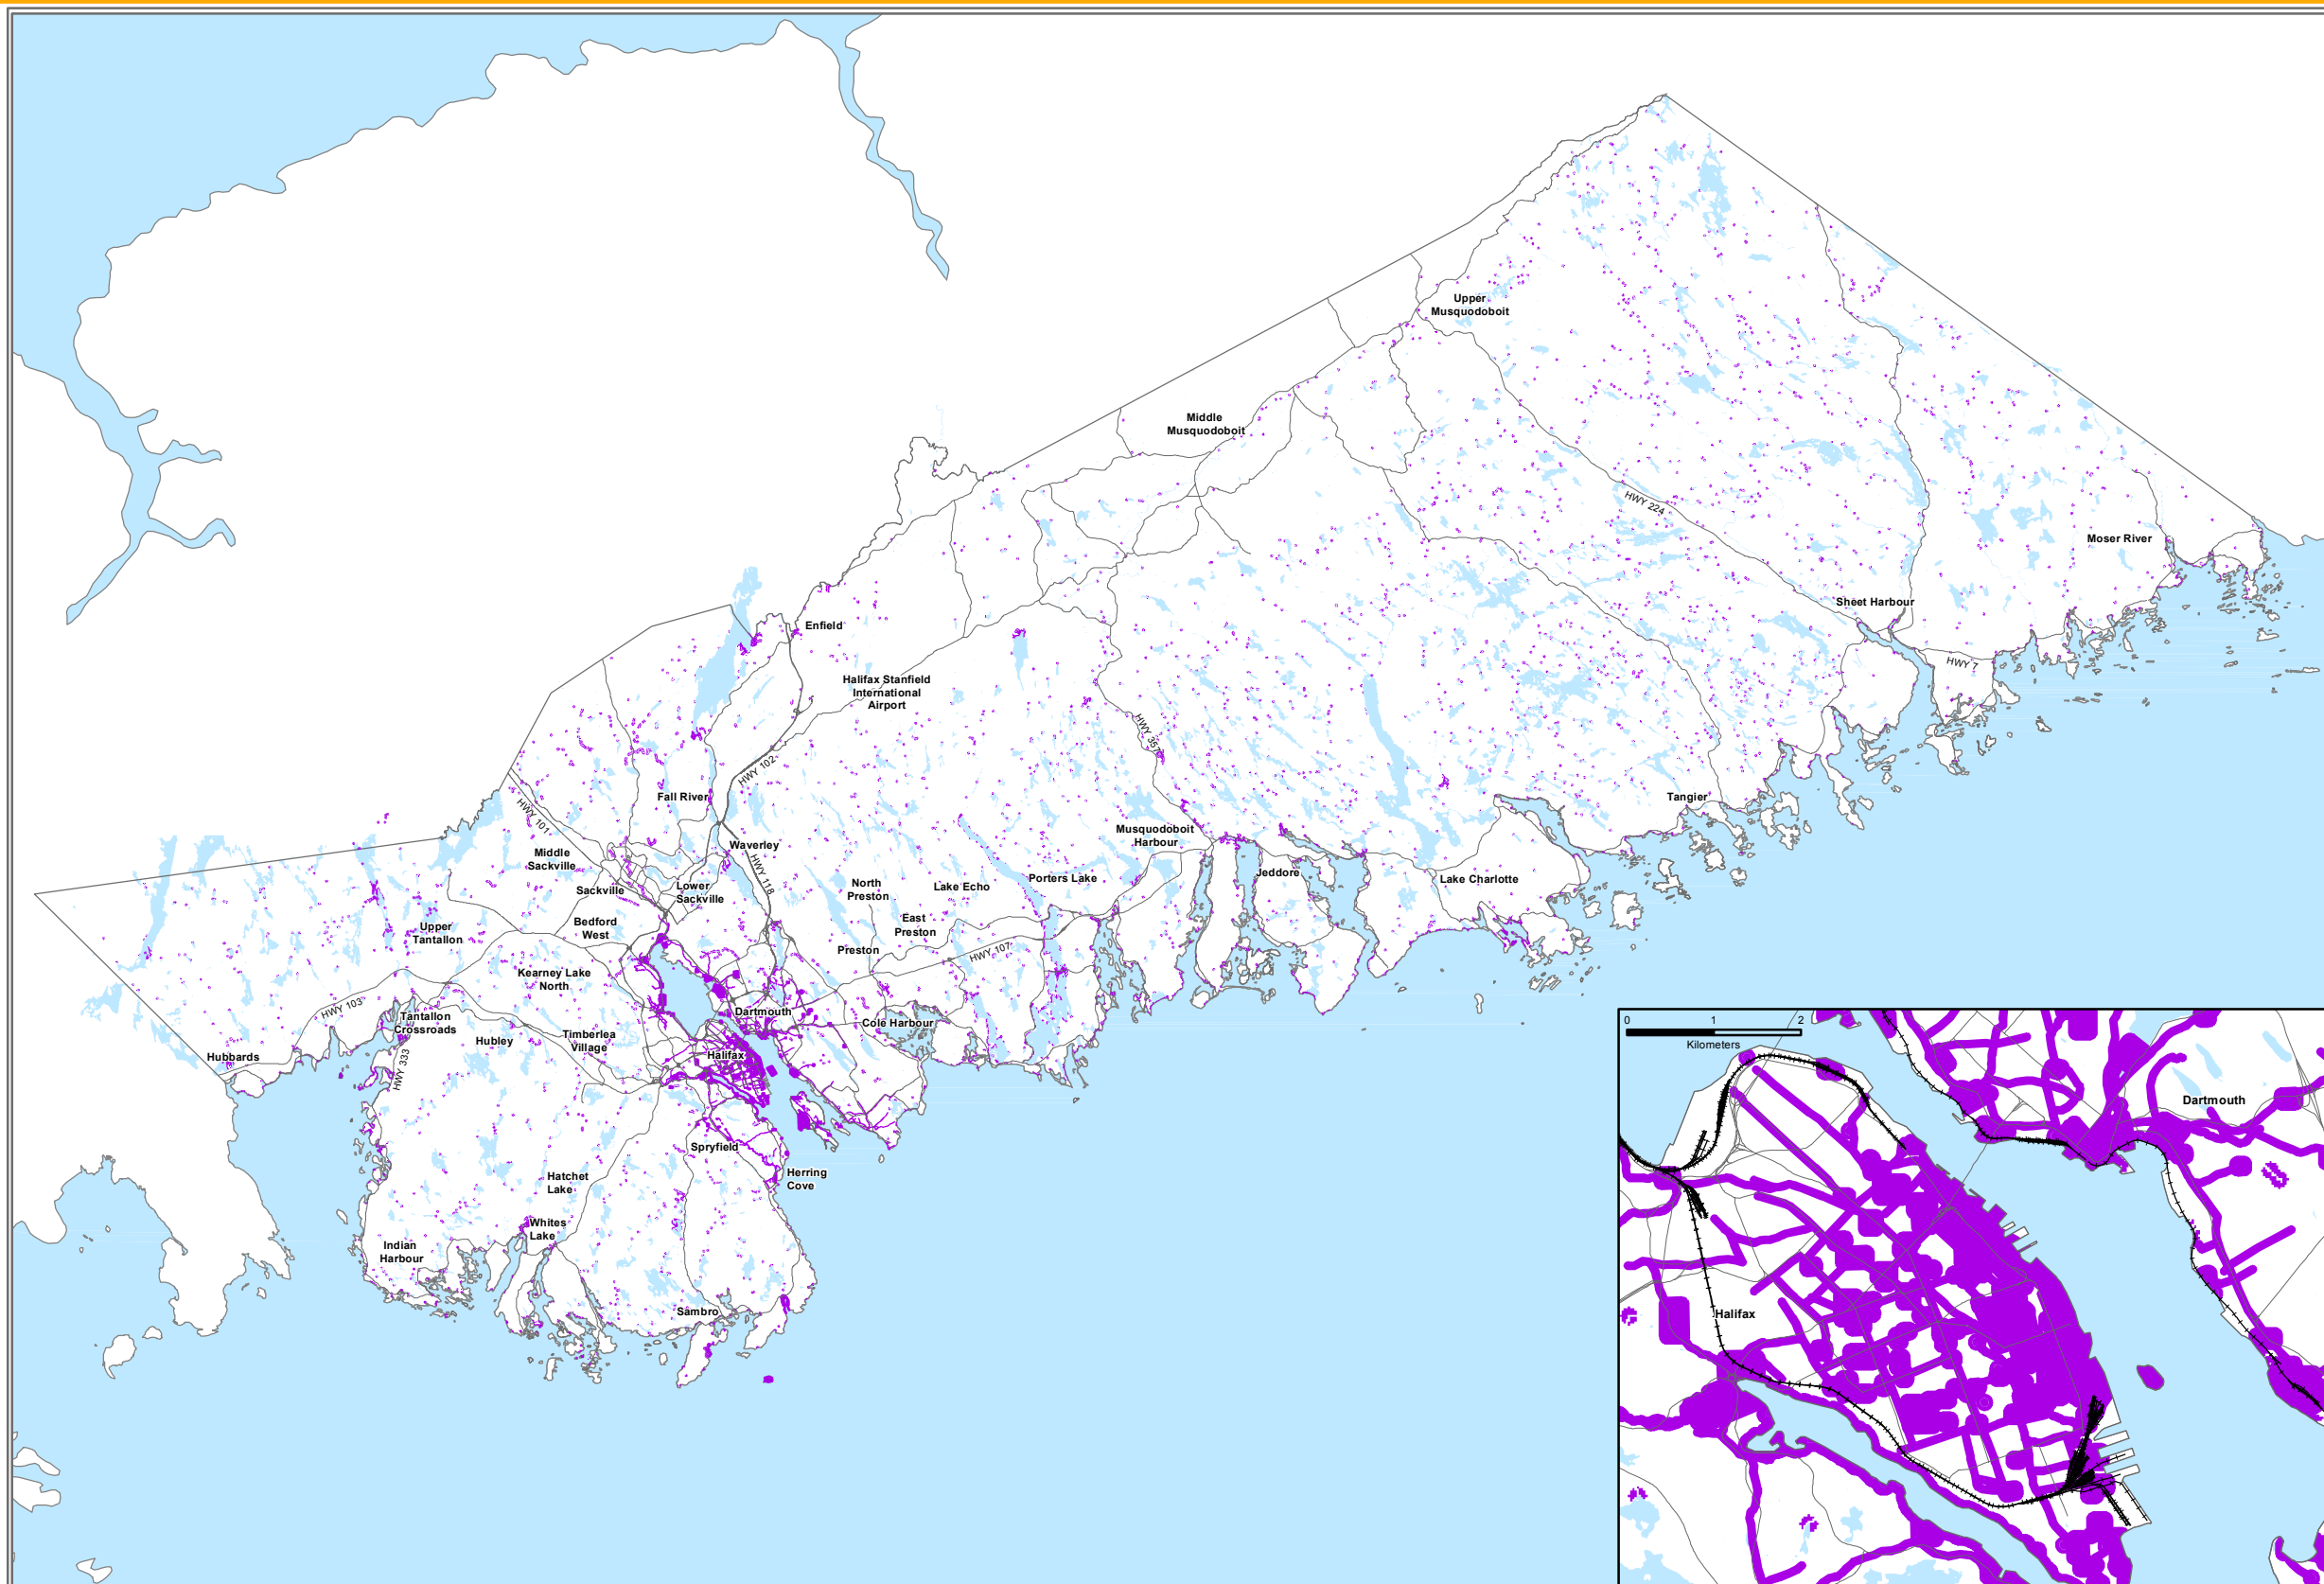 Upper
Musquodoboit
Middle
Musquodoboit
HWY 224
Moser River
Sheet Harbour
Enfield
HWY 7
Halifax Stanfield
International
Airport
HWY 357
HWY 102
Fall River
Tangier
HWY 101
Musquodoboit
Harbour
Waverley
Middle
Sackville
HWY 118
Jeddore
Porters Lake
Lake Charlotte
Sackville
Lower
Sackville
North
Preston
Lake Echo
East
Preston
Bedford
West
Upper
Tantallon
Preston
HWY 107
Kearney Lake
North
HWY 103
Dartmouth
Tantallon
Crossroads
Cole Harbour
Timberlea
Village
Hubley
Hubbards
Halifax
HWY 333
Spryfield
Herring
Cove
Hatchet
Lake
Whites
Lake
Indian
Harbour
Sambro
0 1 2
Kilometers
Dartmouth
Halifax